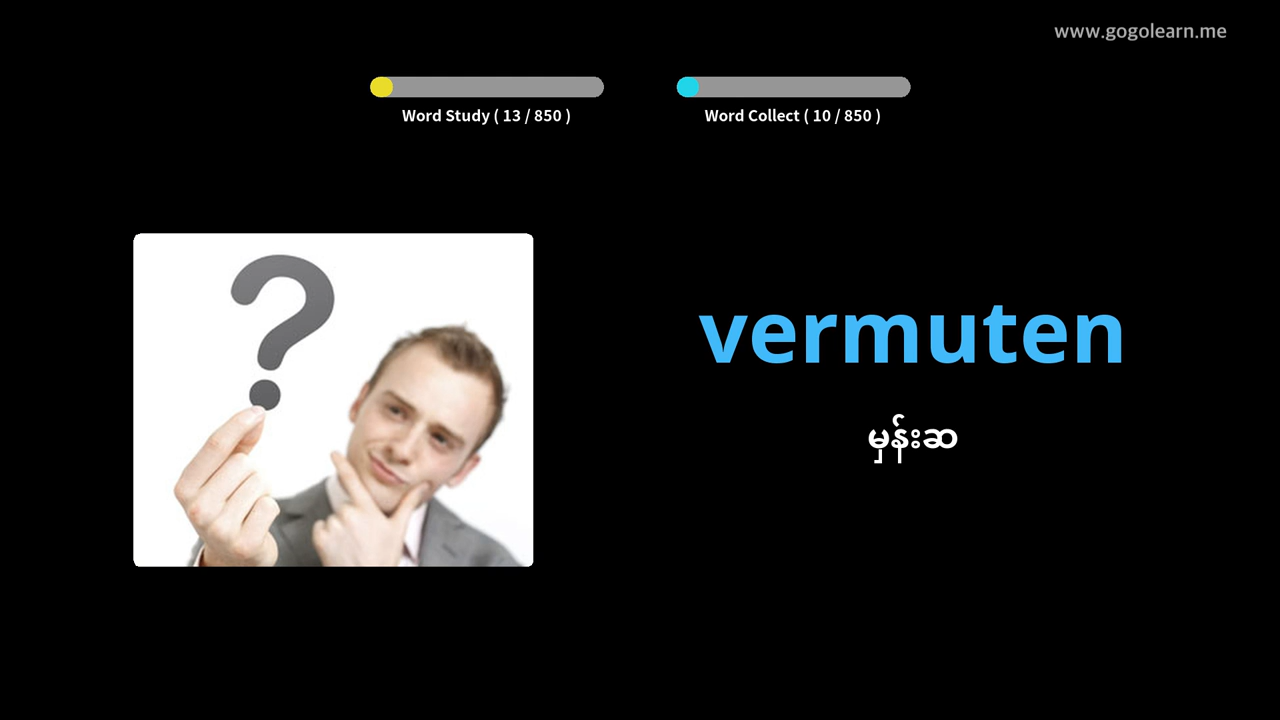 www.gogolearn.me
Word Study ( 13 / 850 )
Word Collect ( 10 / 850 )
?
vermuten
မှန်းဆ